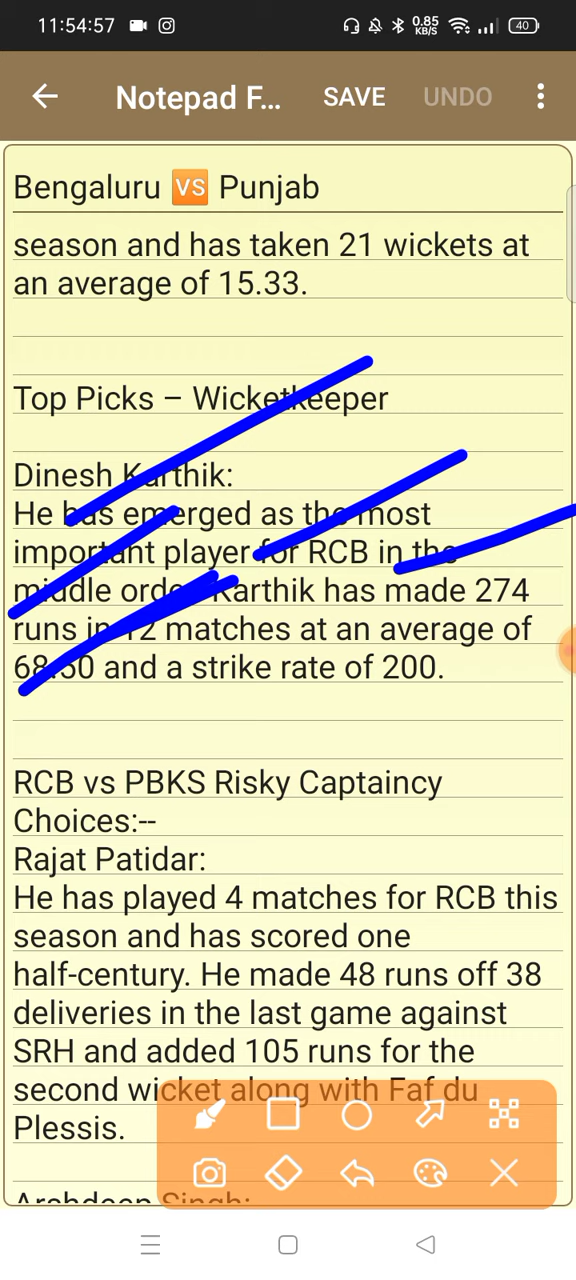 11:54:57
0.85
KB/S
40
Notepad F...
SAVE
UNDO
Bengaluru VS Punjab
season and has taken 21 wickets at
an average of 15.33.
Top Picks – Wicketkeeper
Dinesh Karthik:
He has emerged as the most
important player for RCB in the
middle order. Karthik has made 274
runs in 12 matches at an average of
68.50 and a strike rate of 200.
RCB vs PBKS Risky Captaincy
Choices:--
Rajat Patidar:
He has played 4 matches for RCB this
season and has scored one
half-century. He made 48 runs off 38
deliveries in the last game against
SRH and added 105 runs for the
second wicket along with Faf du
Plessis.
Arshdeep Singh: